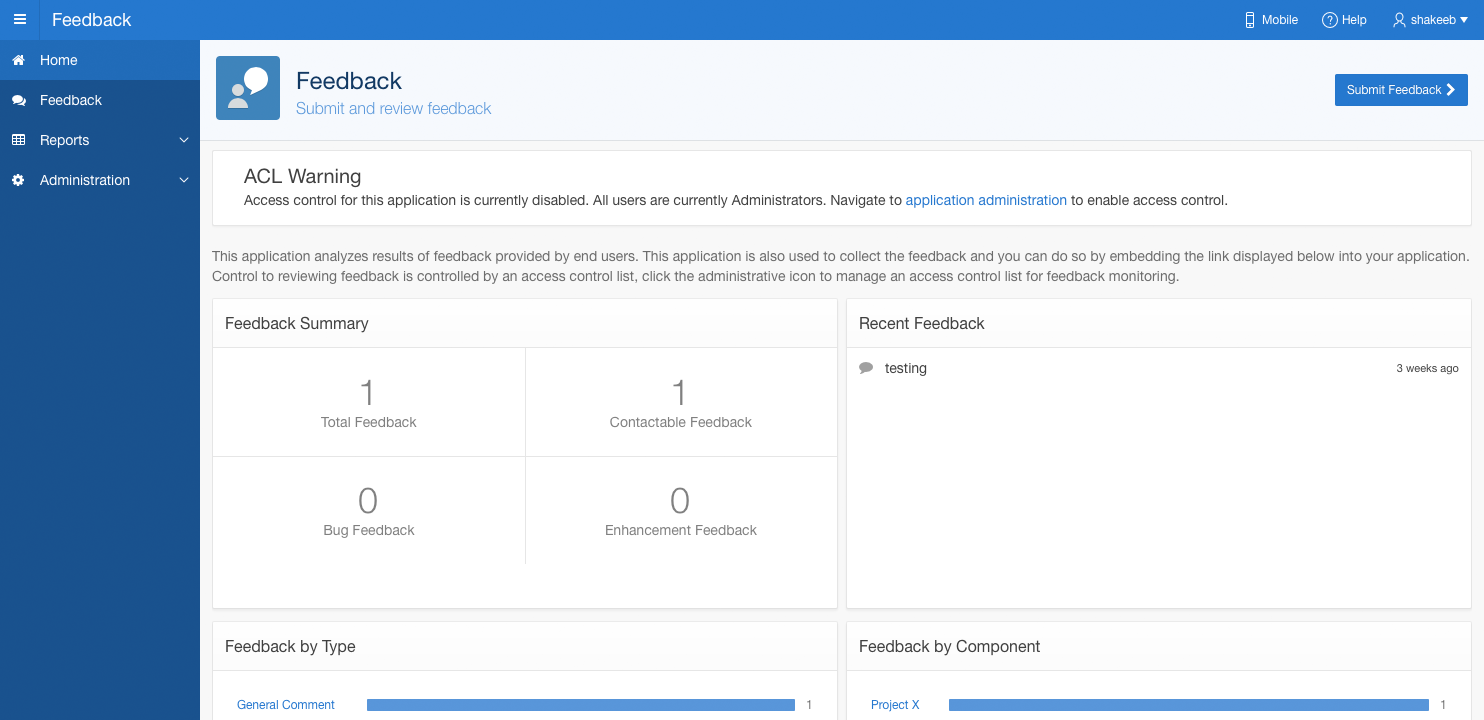 Feedback
Mobile
Help
shakeeb
Home
Feedback
Reports
Administration
Feedback
Submit and review feedback
Submit Feedback
ACL Warning
Access control for this application is currently disabled. All users are currently Administrators. Navigate to application administration to enable access control.
This application analyzes results of feedback provided by end users. This application is also used to collect the feedback and you can do so by embedding the link displayed below into your application.
Control to reviewing feedback is controlled by an access control list, click the administrative icon to manage an access control list for feedback monitoring.
Feedback Summary
1
Total Feedback
1
Contactable Feedback
0
Bug Feedback
0
Enhancement Feedback
Recent Feedback
testing
3 weeks ago
Feedback by Type
General Comment
1
Feedback by Component
Project X
1